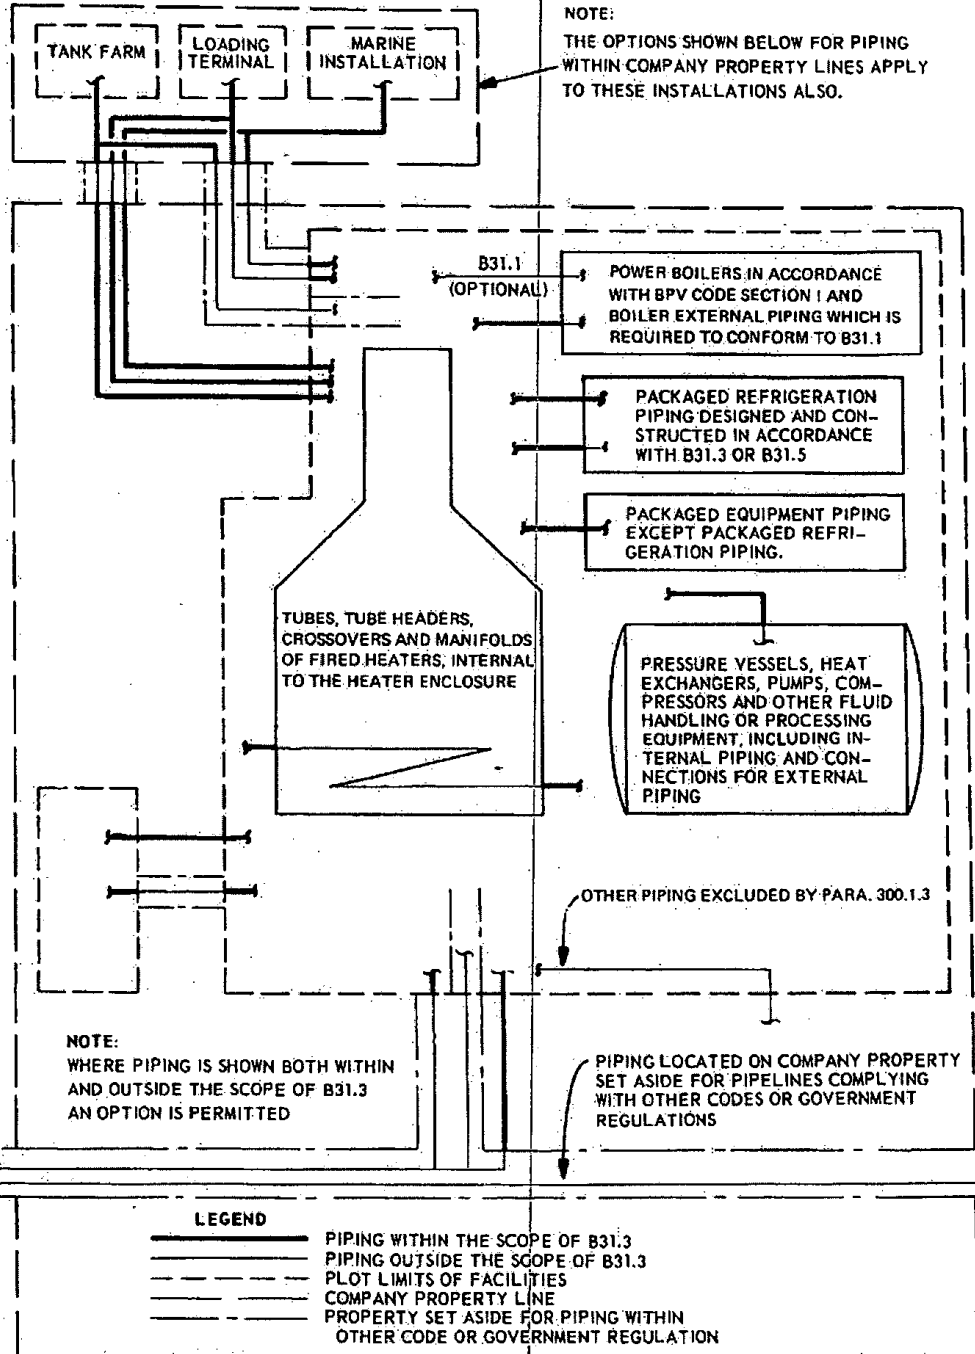 NOTE:
THE OPTIONS SHOWN BELOW FOR PIPING
WITHIN COMPANY PROPERTY LINES APPLY
TO THESE INSTALLATIONS ALSO.
TANK FARM
LOADING
TERMINAL
MARINE
INSTALLATION
B31.1
(OPTIONAL)
POWER BOILERS IN ACCORDANCE
WITH BPV CODE SECTION I AND
BOILER EXTERNAL PIPING WHICH IS
REQUIRED TO CONFORM TO B31.1
PACKAGED REFRIGERATION
PIPING DESIGNED AND CON-
STRUCTED IN ACCORDANCE
WITH B31.3 OR B31.5
PACKAGED EQUIPMENT PIPING
EXCEPT PACKAGED REFRI-
GERATION PIPING.
TUBES, TUBE HEADERS,
CROSSOVERS AND MANIFOLDS
OF FIRED HEATERS, INTERNAL
TO THE HEATER ENCLOSURE
PRESSURE VESSELS, HEAT
EXCHANGERS, PUMPS, COM-
PRESSORS AND OTHER FLUID
HANDLING OR PROCESSING
EQUIPMENT, INCLUDING IN-
TERNAL PIPING AND CON-
NECTIONS FOR EXTERNAL
PIPING
OTHER PIPING EXCLUDED BY PARA. 300.1.3
NOTE:
WHERE PIPING IS SHOWN BOTH WITHIN
AND OUTSIDE THE SCOPE OF B31.3
AN OPTION IS PERMITTED
PIPING LOCATED ON COMPANY PROPERTY
SET ASIDE FOR PIPELINES COMPLYING
WITH OTHER CODES OR GOVERNMENT
REGULATIONS
LEGEND
PIPING WITHIN THE SCOPE OF B31.3
PIPING OUTSIDE THE SCOPE OF B31.3
PLOT LIMITS OF FACILITIES
COMPANY PROPERTY LINE
PROPERTY SET ASIDE FOR PIPING WITHIN
OTHER CODE OR GOVERNMENT REGULATION